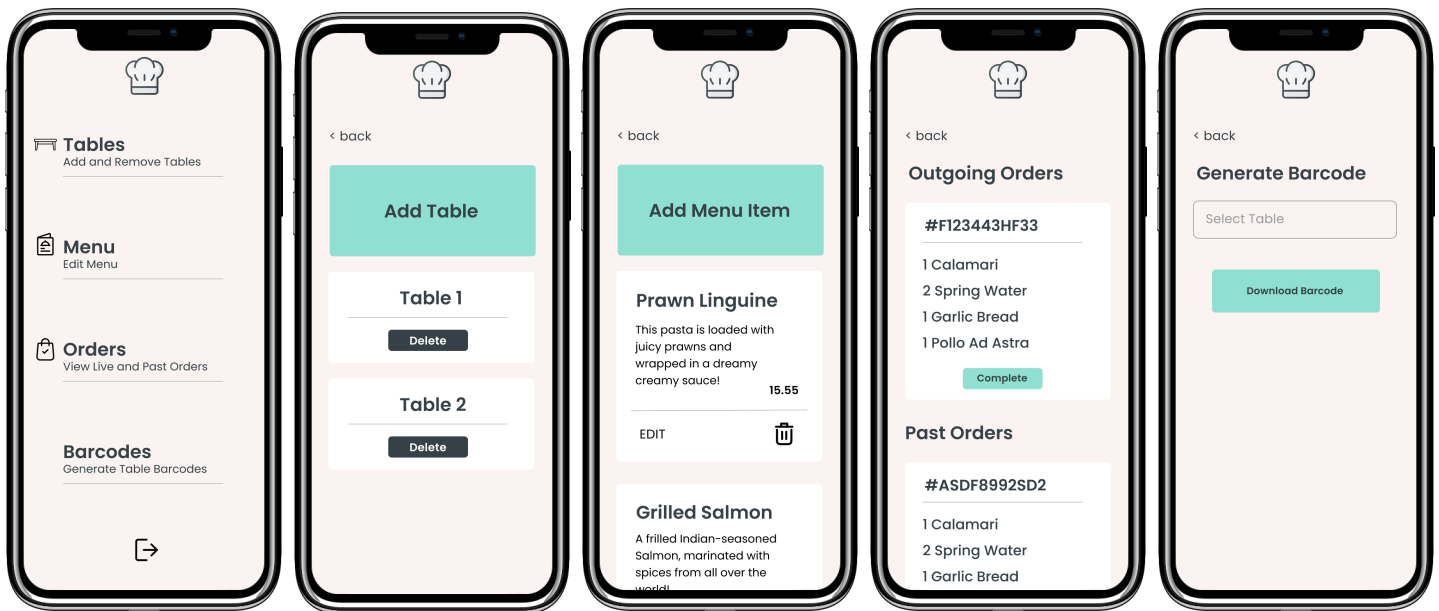 Tables
Add and Remove Tables
Menu
Edit Menu
Orders
View Live and Past Orders
Barcodes
Generate Table Barcodes
< back
Add Table
Table 1
Delete
Table 2
Delete
< back
Add Menu Item
Prawn Linguine
This pasta is loaded with
juicy prawns and
wrapped in a dreamy
creamy sauce!
15.55
EDIT
Grilled Salmon
A frilled Indian-seasoned
Salmon, marinated with
spices from all over the
world!
< back
Outgoing Orders
#F123443HF33
1 Calamari
2 Spring Water
1 Garlic Bread
1 Pollo Ad Astra
Complete
Past Orders
#ASDF8992SD2
1 Calamari
2 Spring Water
1 Garlic Bread
< back
Generate Barcode
Select Table
Download Barcode